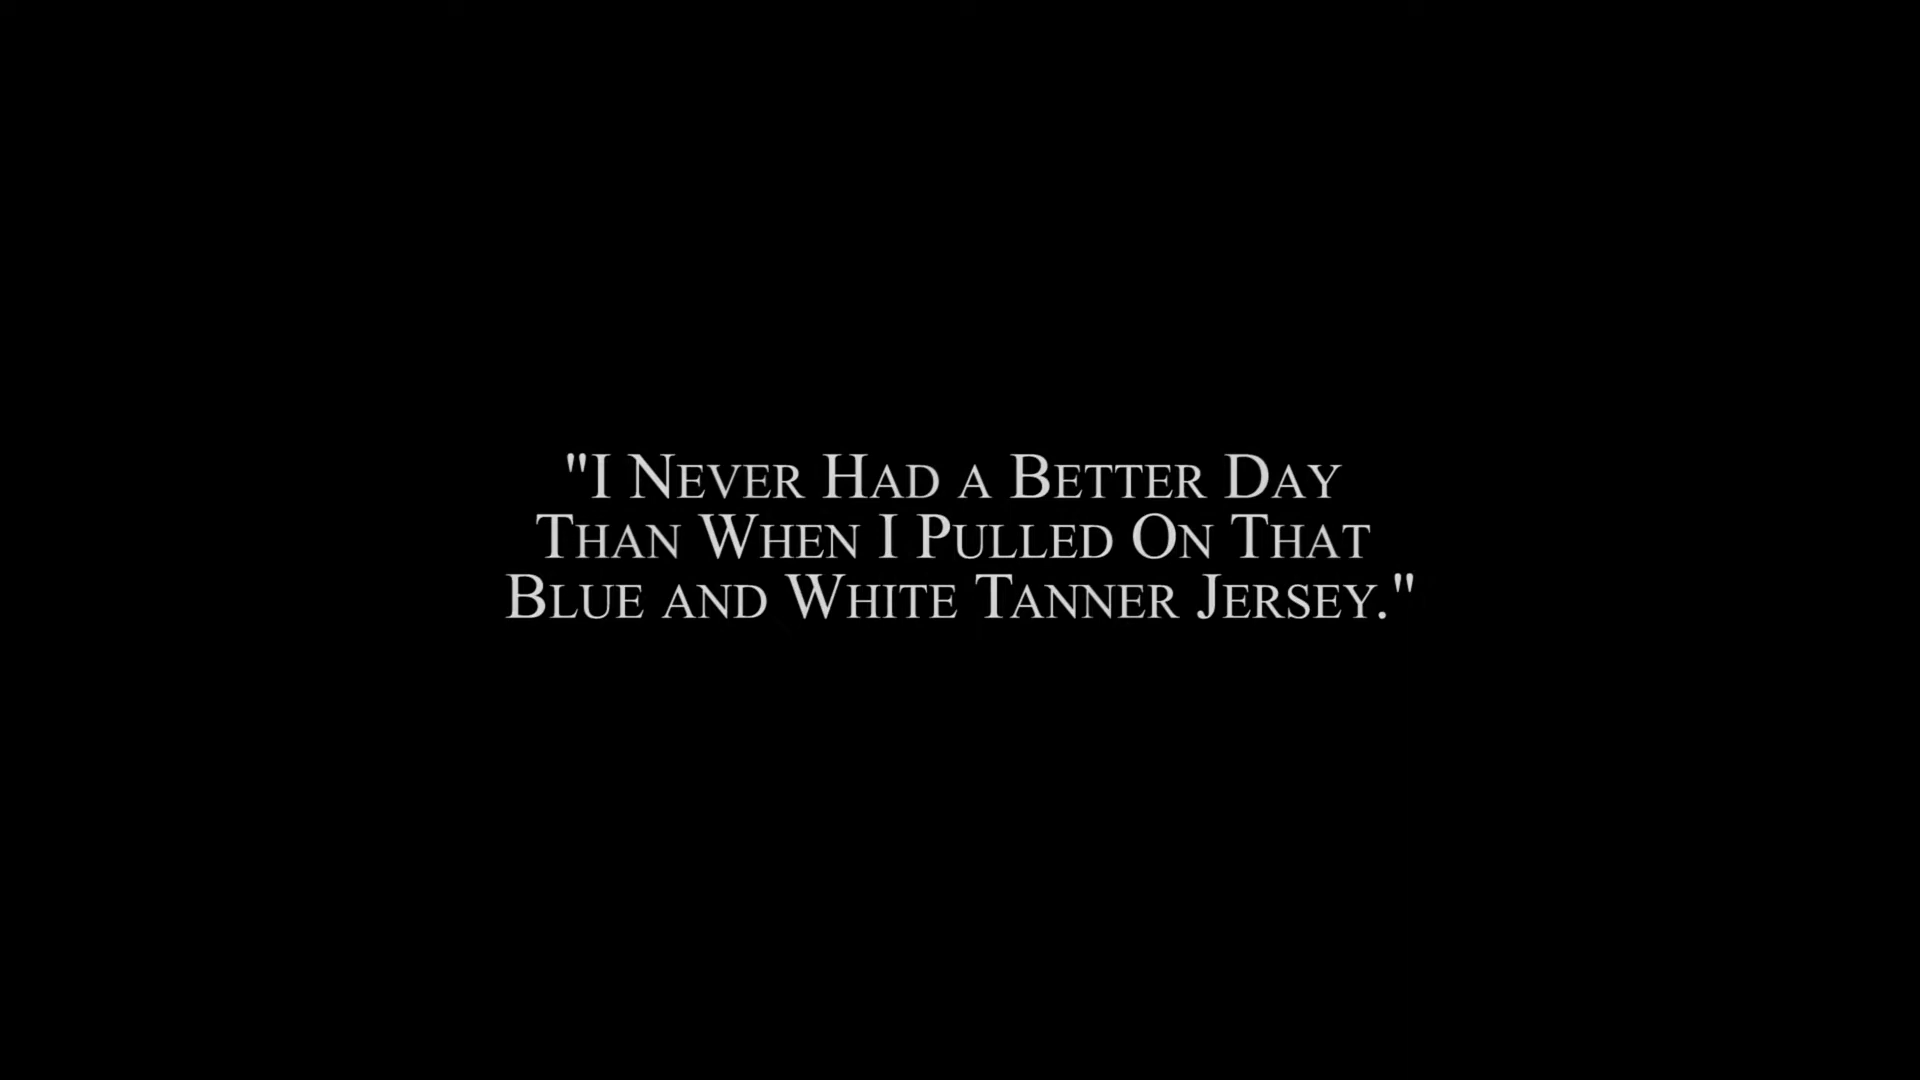 "I Never Had a Better Day
Than When I Pulled On That
Blue and White Tanner Jersey."